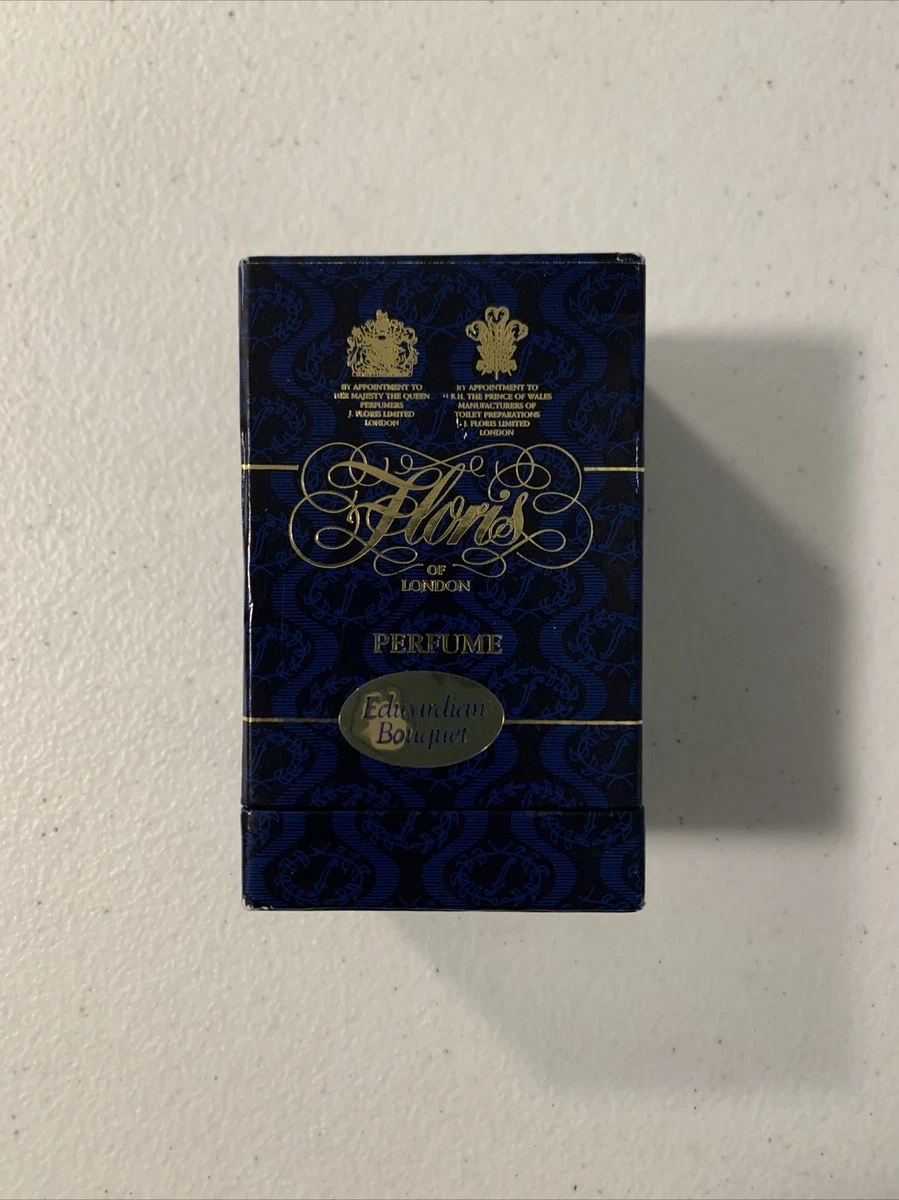 BY APPOINTMENT TO
HER MAJESTY THE QUEEN
PERFUMERS
J. FLORIS LIMITED
LONDON
BY APPOINTMENT TO
H.R.H. THE PRINCE OF WALES
MANUFACTURERS OF
TOILET PREPARATIONS
J. FLORIS LIMITED
LONDON
Floris
OF
LONDON
PERFUME
Edwardian
Bouquet